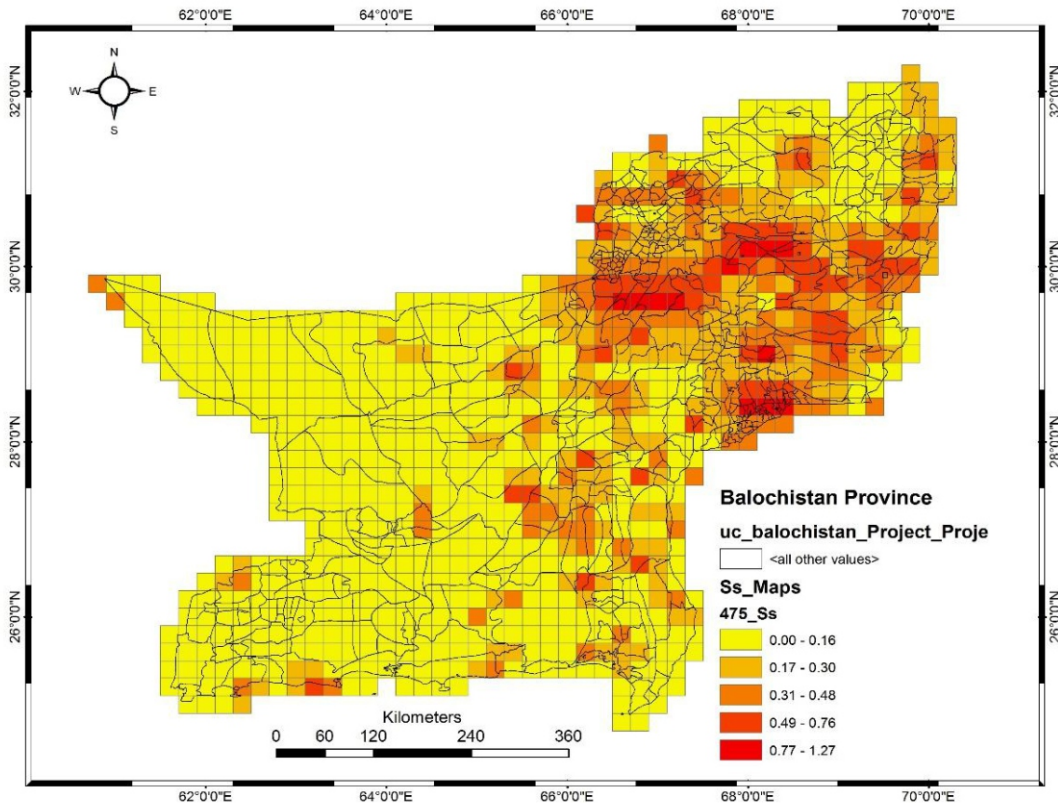 62°0'0"E 64°0'0"E 66°0'0"E 68°0'0"E 70°0'0"E
N
W E
S
32°0'0"N 32°0'0"N
30°0'0"N 30°0'0"N
28°0'0"N 28°0'0"N
26°0'0"N 26°0'0"N
Balochistan Province
uc_balochistan_Project_Proje
<all other values>
Ss_Maps
475_Ss
0.00 - 0.16
0.17 - 0.30
0.31 - 0.48
0.49 - 0.76
0.77 - 1.27
Kilometers
0 60 120 240 360
62°0'0"E 64°0'0"E 66°0'0"E 68°0'0"E 70°0'0"E